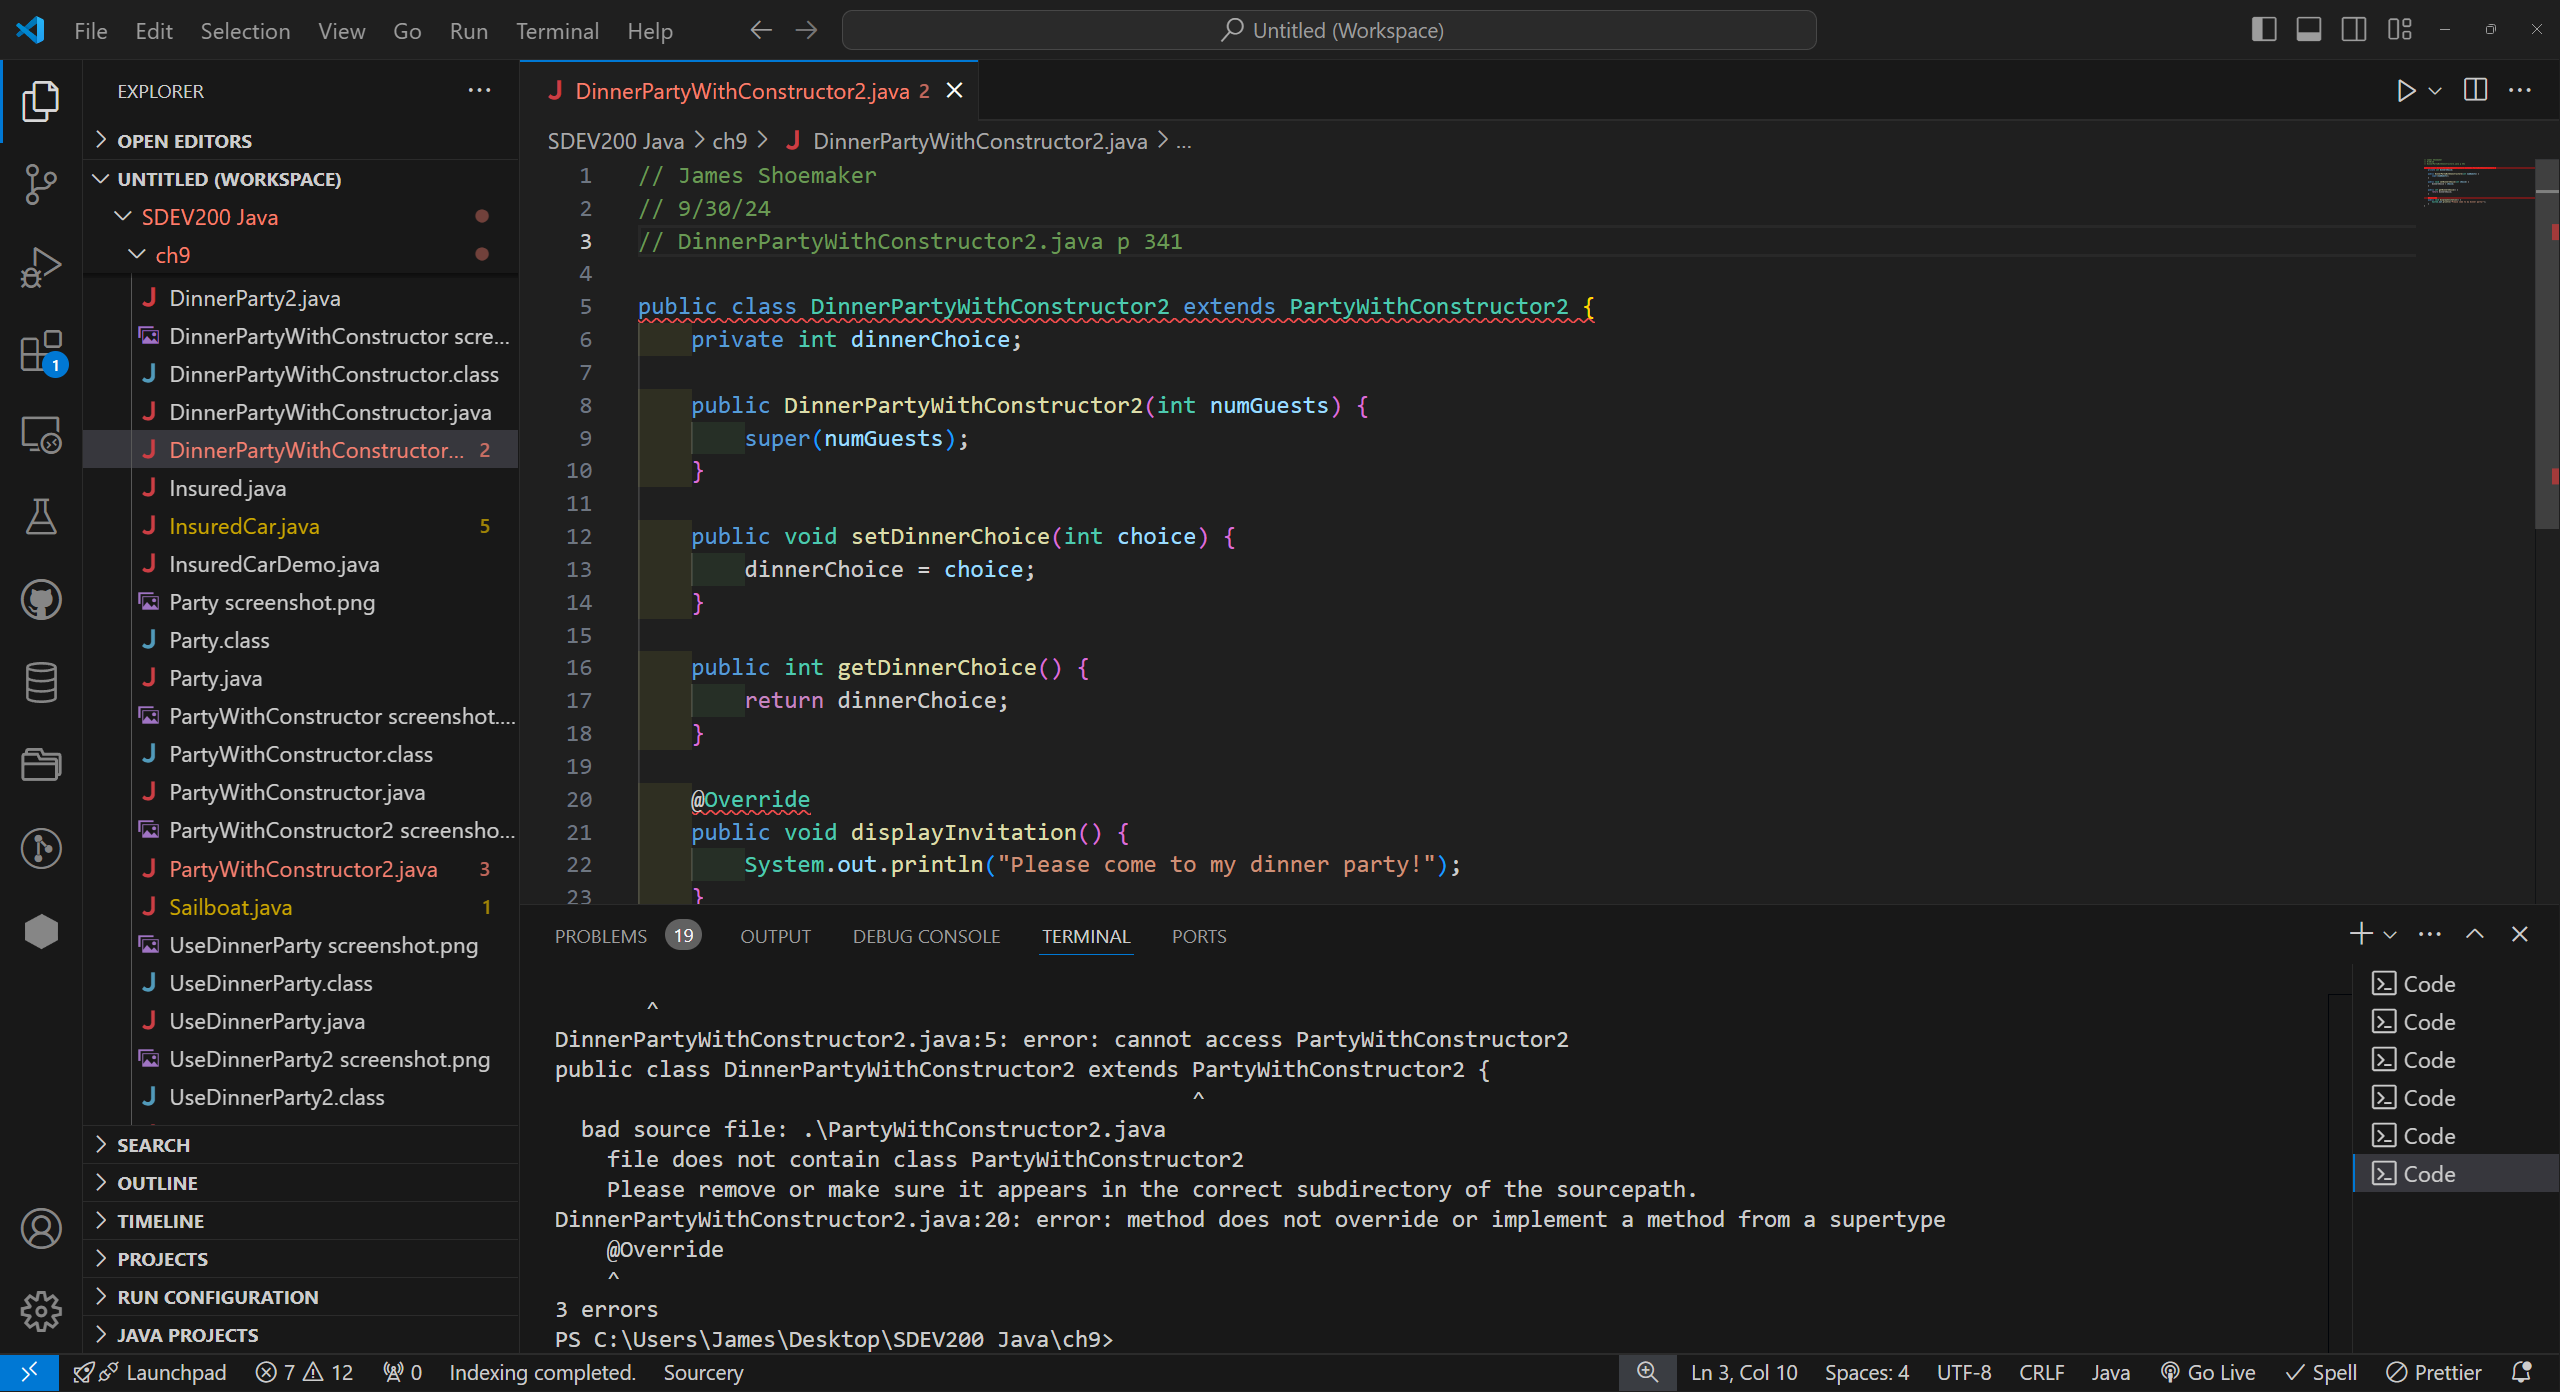 File Edit Selection View Go Run Terminal Help
Untitled (Workspace)
EXPLORER
OPEN EDITORS
UNTITLED (WORKSPACE)
SDEV200 Java
ch9
DinnerParty2.java
DinnerPartyWithConstructor scre...
DinnerPartyWithConstructor.class
DinnerPartyWithConstructor.java
DinnerPartyWithConstructor... 2
Insured.java
InsuredCar.java 5
InsuredCarDemo.java
Party screenshot.png
Party.class
Party.java
PartyWithConstructor screenshot....
PartyWithConstructor.class
PartyWithConstructor.java
PartyWithConstructor2 screensho...
PartyWithConstructor2.java 3
Sailboat.java 1
UseDinnerParty screenshot.png
UseDinnerParty.class
UseDinnerParty.java
UseDinnerParty2 screenshot.png
UseDinnerParty2.class
SEARCH
OUTLINE
TIMELINE
PROJECTS
RUN CONFIGURATION
JAVA PROJECTS
1
DinnerPartyWithConstructor2.java 2
SDEV200 Java > ch9 > DinnerPartyWithConstructor2.java > ...
1 // James Shoemaker
2 // 9/30/24
3 // DinnerPartyWithConstructor2.java p 341
4
5 public class DinnerPartyWithConstructor2 extends PartyWithConstructor2 {
6 private int dinnerChoice;
7
8 public DinnerPartyWithConstructor2(int numGuests) {
9 super(numGuests);
10 }
11
12 public void setDinnerChoice(int choice) {
13 dinnerChoice = choice;
14 }
15
16 public int getDinnerChoice() {
17 return dinnerChoice;
18 }
19
20 @Override
21 public void displayInvitation() {
22 System.out.println("Please come to my dinner party!");
23 }
PROBLEMS 19 OUTPUT DEBUG CONSOLE TERMINAL PORTS
^
DinnerPartyWithConstructor2.java:5: error: cannot access PartyWithConstructor2
public class DinnerPartyWithConstructor2 extends PartyWithConstructor2 {
^
bad source file: .\PartyWithConstructor2.java
file does not contain class PartyWithConstructor2
Please remove or make sure it appears in the correct subdirectory of the sourcepath.
DinnerPartyWithConstructor2.java:20: error: method does not override or implement a method from a supertype
@Override
^
3 errors
PS C:\Users\James\Desktop\SDEV200 Java\ch9>
Code
Code
Code
Code
Code
Code
Launchpad 7 12 0 Indexing completed. Sourcery Ln 3, Col 10 Spaces: 4 UTF-8 CRLF Java Go Live Spell Prettier